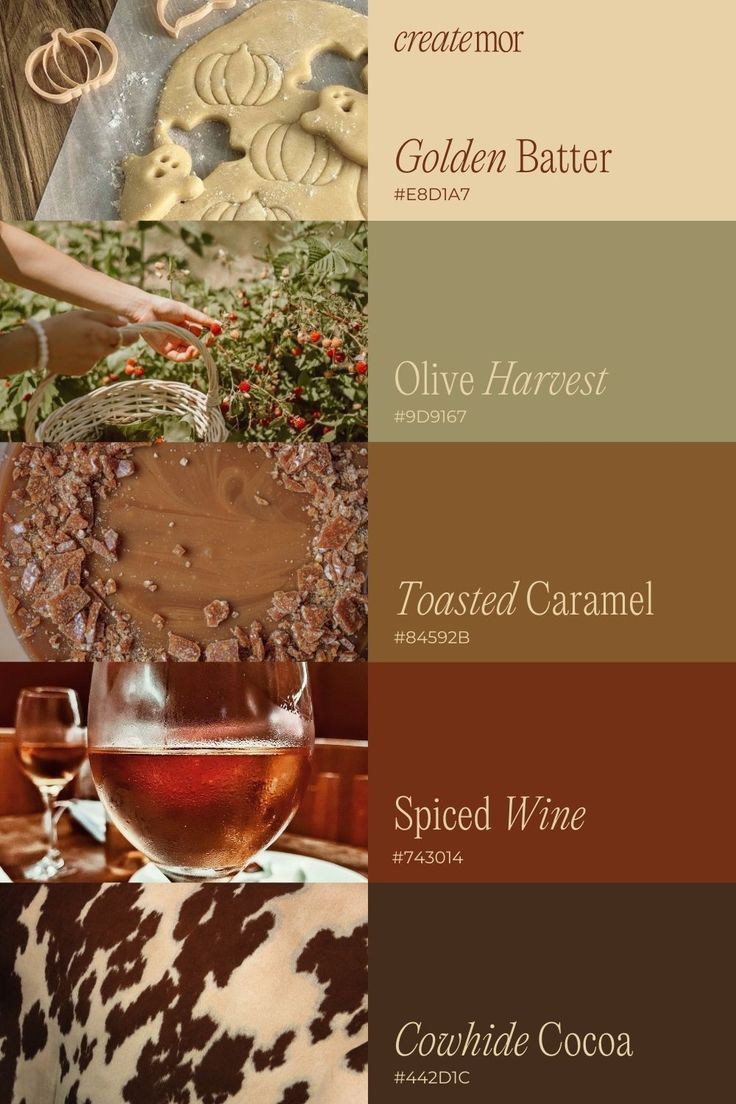 createmor
Golden Batter
#E8D1A7
Olive Harvest
#9D9167
Toasted Caramel
#84592B
Spiced Wine
#743014
Cowhide Cocoa
#442D1C